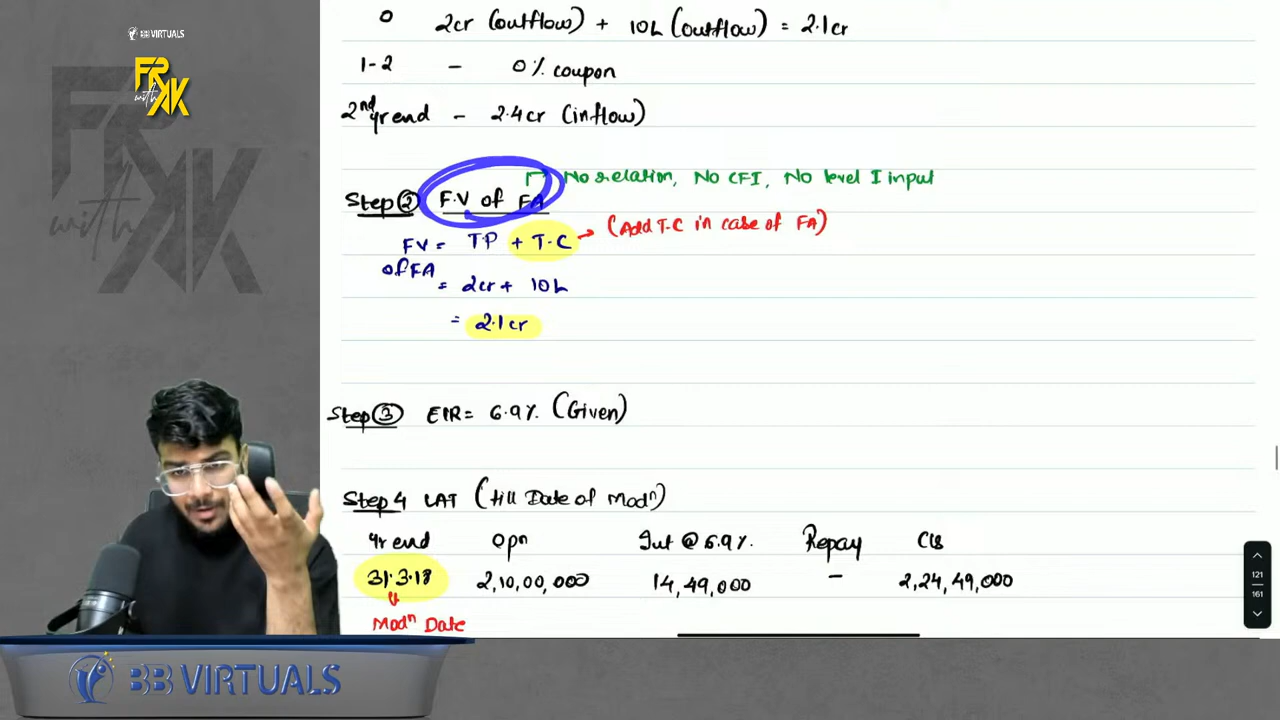 BB VIRTUALS
FR
with AK
0 2cr (outflow) + 10L (outflow) = 2.1cr
1-2 - 0% coupon
2nd yr end - 2.4cr (inflow)
Step ② F.V of FA → No relation, No CFI, No level I input
FV of FA = TP + T.C → (Add T.C in case of FA)
= 2cr + 10L
= 2.1cr
Step ③ EIR = 6.9% (Given)
Step 4 LAT (till Date of Modn)
Yr end Opn Int @ 6.9% Repay Cls
31.3.18 2,10,00,000 14,49,000 - 2,24,49,000
Modn Date
121
161
BB VIRTUALS